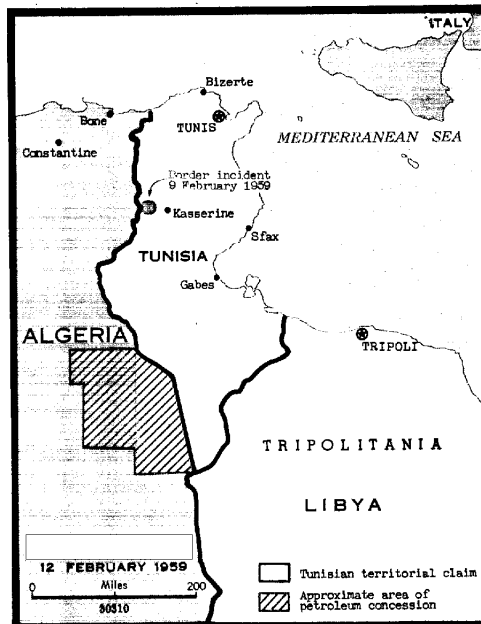 ITALY
Bizerte
Bone
TUNIS
MEDITERRANEAN SEA
Constantine
Border incident
9 February 1959
Kasserine
Sfax
TUNISIA
Gabes
ALGERIA
TRIPOLI
TRIPOLITANIA
LIBYA
12 FEBRUARY 1959
Miles
0 200
30310
Tunisian territorial claim
Approximate area of
petroleum concession